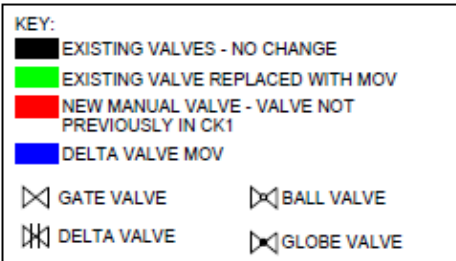 KEY:
EXISTING VALVES - NO CHANGE
EXISTING VALVE REPLACED WITH MOV
NEW MANUAL VALVE - VALVE NOT
PREVIOUSLY IN CK1
DELTA VALVE MOV
GATE VALVE
BALL VALVE
DELTA VALVE
GLOBE VALVE